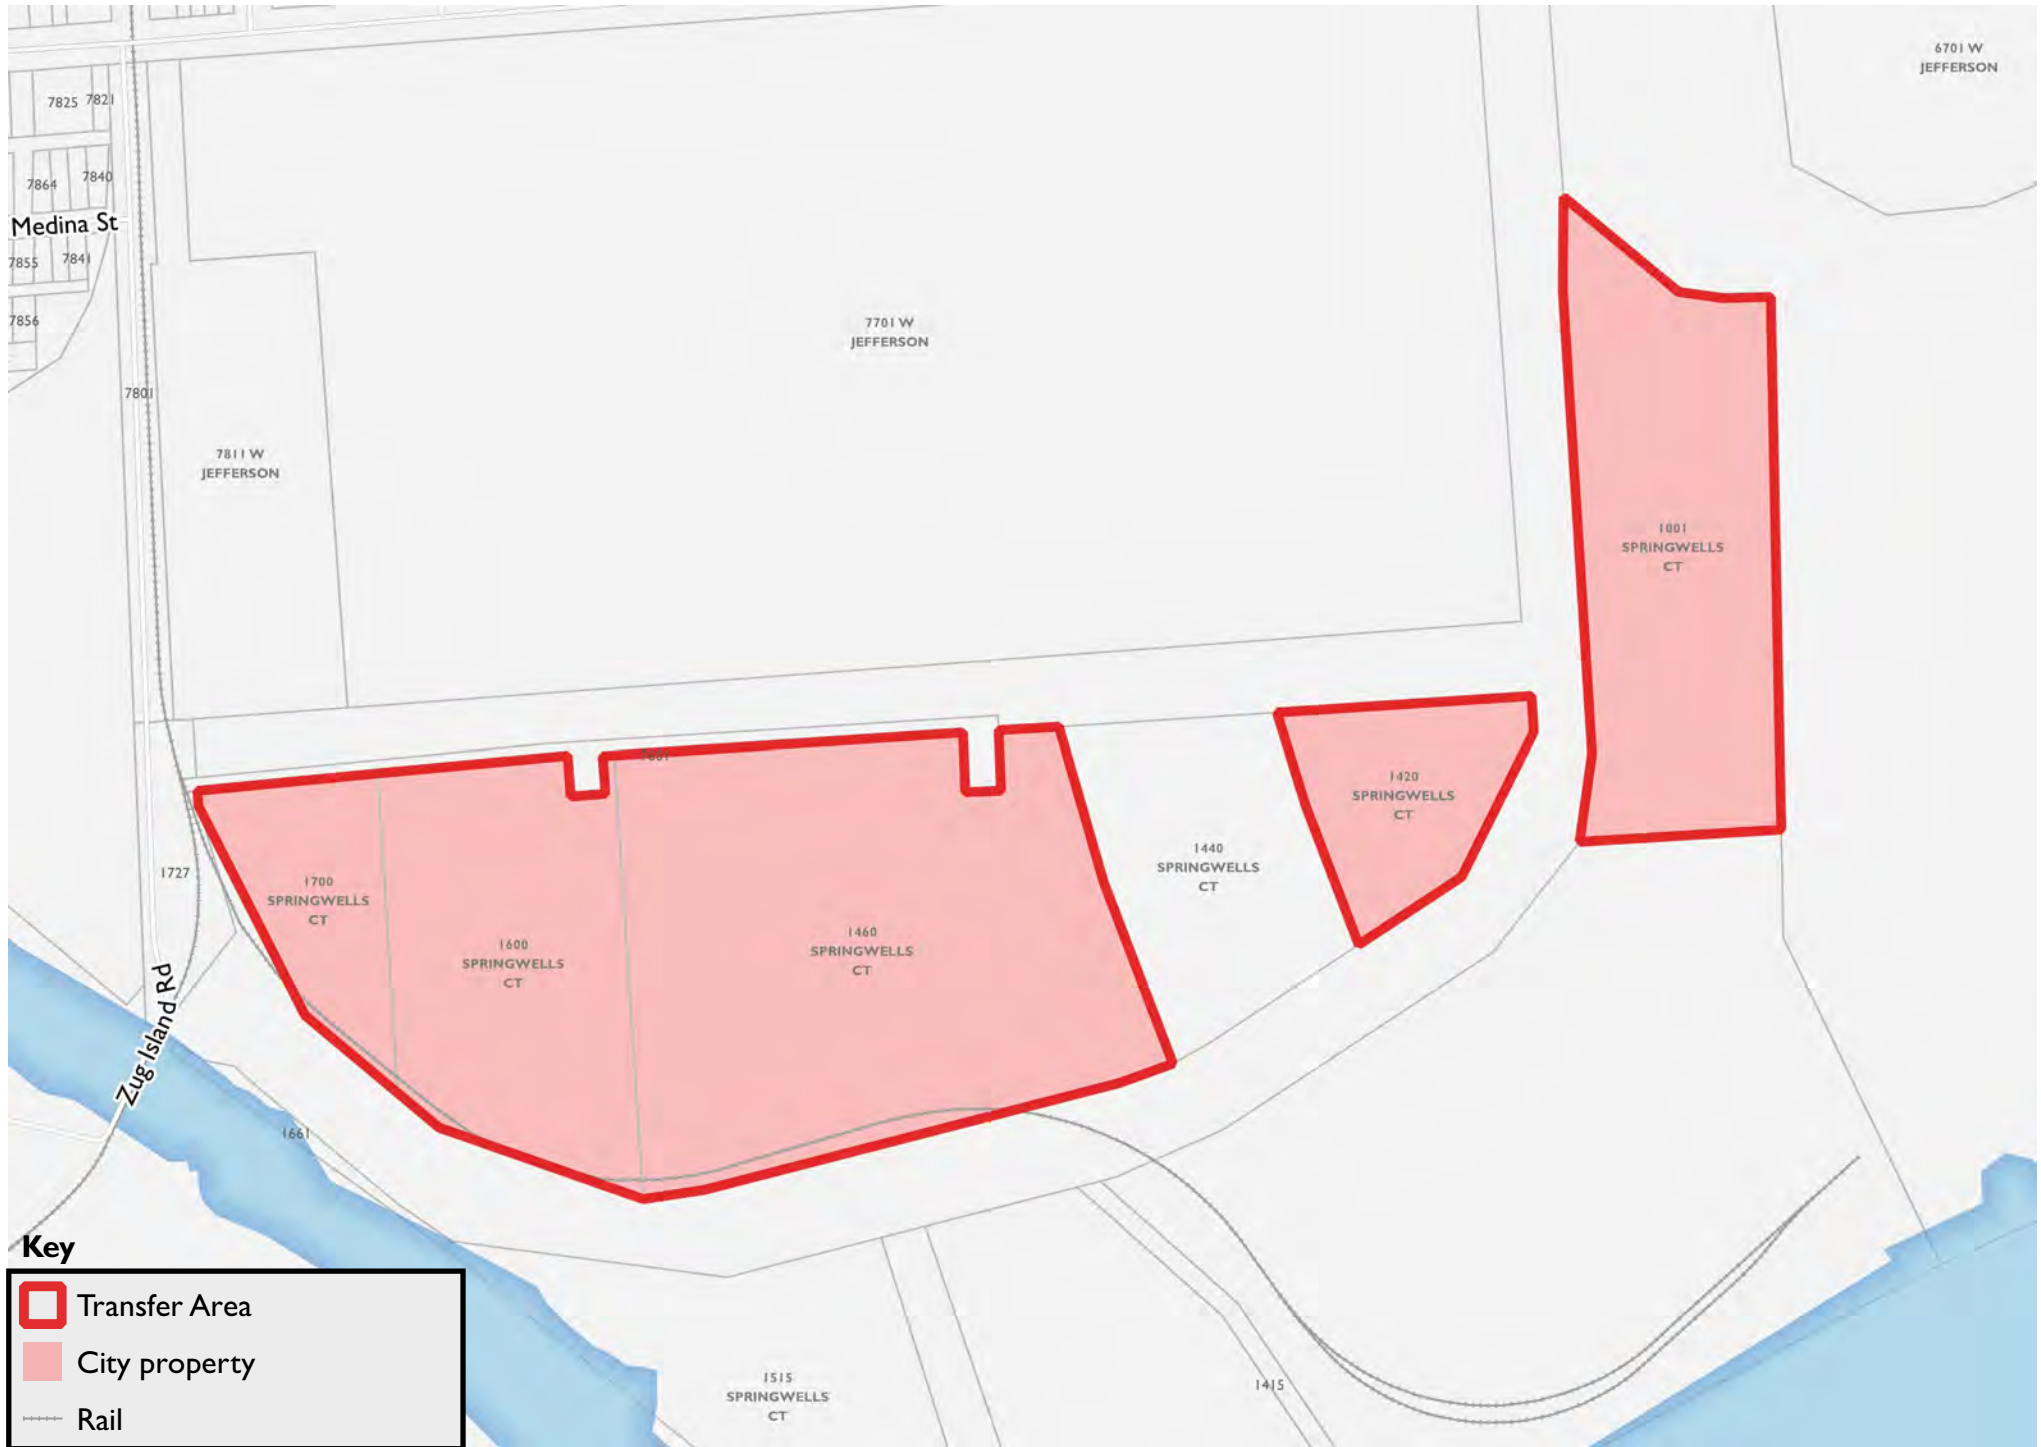 6701 W
JEFFERSON
7825 7821
7864 7840
Medina St
7855 7841
7856
7701 W
JEFFERSON
7801
7811 W
JEFFERSON
1001
SPRINGWELLS
CT
1420
SPRINGWELLS
CT
1440
SPRINGWELLS
CT
1727
1700
SPRINGWELLS
CT
1600
SPRINGWELLS
CT
1460
SPRINGWELLS
CT
Zug Island Rd
1661
1515
SPRINGWELLS
CT
1415
Key
Transfer Area
City property
Rail